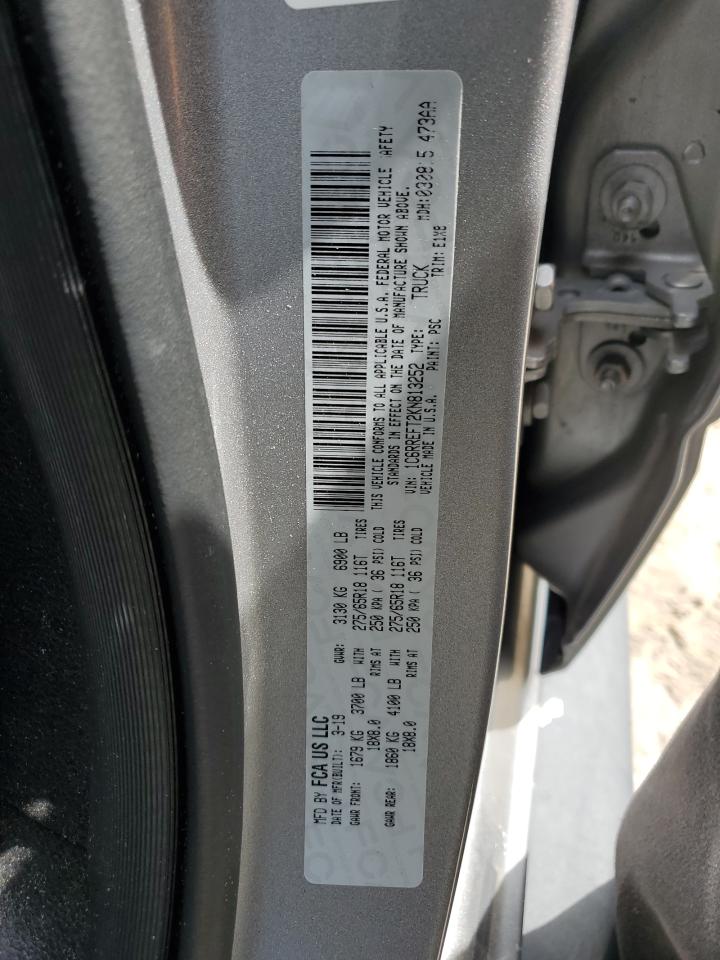 MFD BY FCA US LLC
DATE OF MFR(BUILT): 3-19 GVWR: 3130 KG 6900 LB
GAWR FRONT: 1679 KG 3700 LB WITH 275/65R18 116T TIRES
18X8.0 RIMS AT 250 KPA ( 36 PSI) COLD
GAWR REAR: 1860 KG 4100 LB WITH 275/65R18 116T TIRES
18X8.0 RIMS AT 250 KPA ( 36 PSI) COLD
THIS VEHICLE CONFORMS TO ALL APPLICABLE U.S.A. FEDERAL MOTOR VEHICLE AFETY
STANDARDS IN EFFECT ON THE DATE OF MANUFACTURE SHOWN ABOVE.
VIN: 1C6RREFT2KN813252 TYPE: TRUCK MDH: 473AA
VEHICLE MADE IN U.S.A. PAINT: PSC TRIM: E1X8